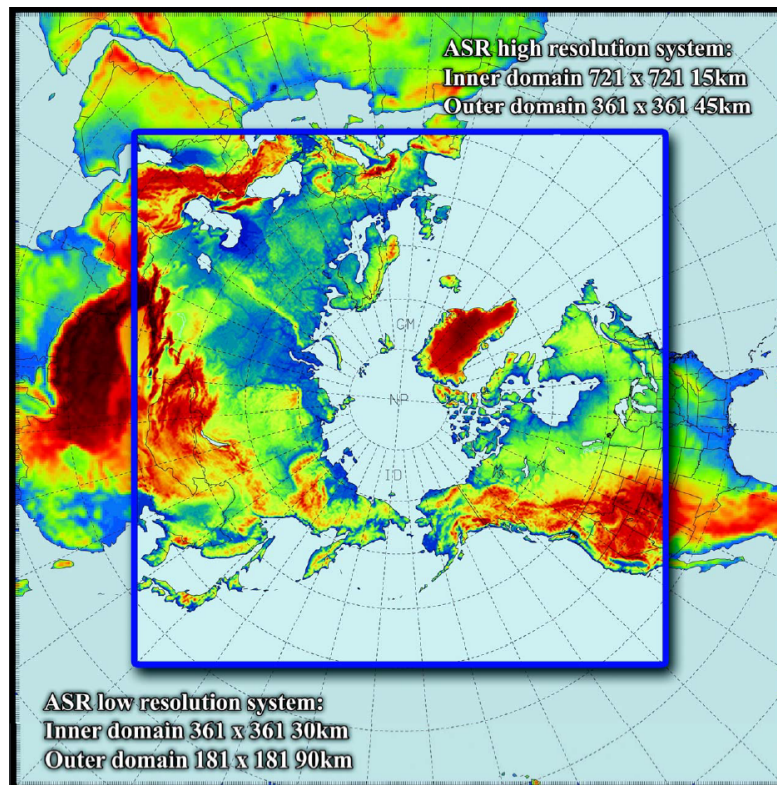 ASR high resolution system:
Inner domain 721 x 721 15km
Outer domain 361 x 361 45km
GM
NP
ID
ASR low resolution system:
Inner domain 361 x 361 30km
Outer domain 181 x 181 90km